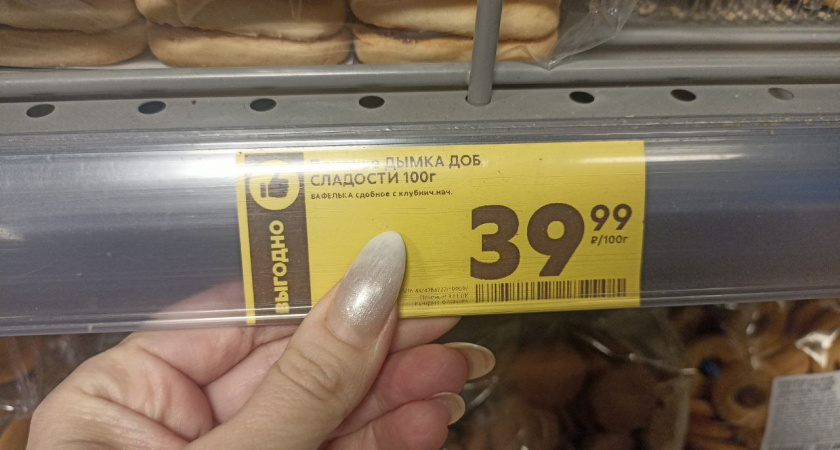 ДЫМКА ДОБ
СЛАДОСТИ 100г
ВАФЕЛЬКА сдобное с клубнич.нач.
39 99
₽/100г
ВЫГОДНО